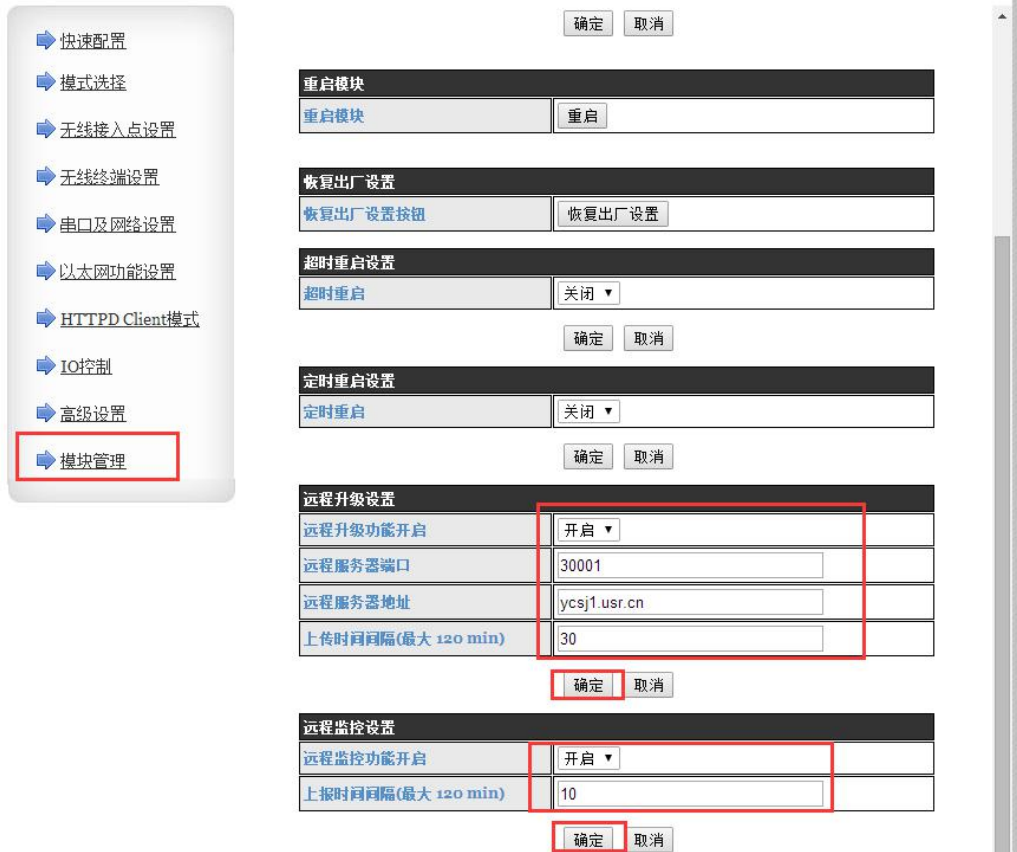 快速配置
模式选择
无线接入点设置
无线终端设置
串口及网络设置
以太网功能设置
HTTPD Client模式
IO控制
高级设置
模块管理
确定 取消
重启模块
重启模块 重启
恢复出厂设置
恢复出厂设置按钮 恢复出厂设置
超时重启设置
超时重启 关闭
确定 取消
定时重启设置
定时重启 关闭
确定 取消
远程升级设置
远程升级功能开启 开启
远程服务器端口 30001
远程服务器地址 ycsj1.usr.cn
上传时间间隔(最大 120 min) 30
确定 取消
远程监控设置
远程监控功能开启 开启
上报时间间隔(最大 120 min) 10
确定 取消